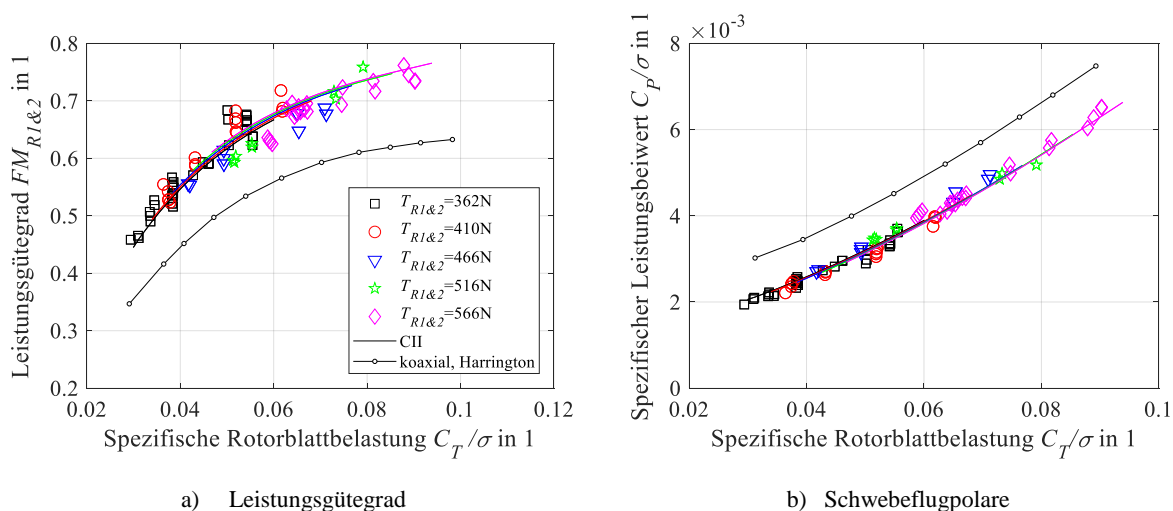 Leistungsgütegrad FM_{R1&2} in 1
0.8
0.7
0.6
0.5
0.4
0.3
0.2
0.02
0.04
0.06
0.08
0.1
0.12
Spezifische Rotorblattbelastung C_T/σ in 1
T_{R1&2}=362N
T_{R1&2}=410N
T_{R1&2}=466N
T_{R1&2}=516N
T_{R1&2}=566N
CII
koaxial, Harrington
a) Leistungsgütegrad
Spezifischer Leistungsbeiwert C_P/σ in 1
×10^{-3}
8
6
4
2
0
0.02
0.04
0.06
0.08
0.1
Spezifische Rotorblattbelastung C_T/σ in 1
b) Schwebeflugpolare